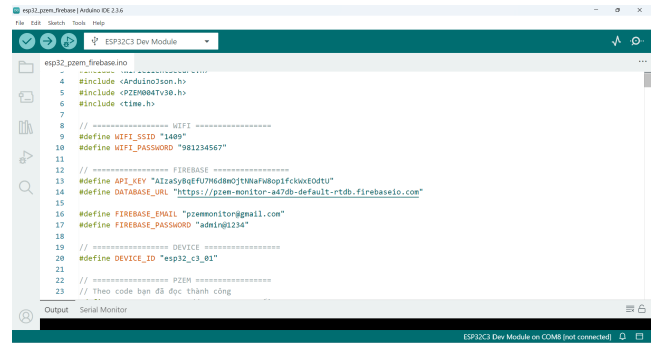 esp32_pzem_firebase | Arduino IDE 2.3.6
File Edit Sketch Tools Help
ESP32C3 Dev Module
esp32_pzem_firebase.ino
4 #include <ArduinoJson.h>
5 #include <PZEM004Tv30.h>
6 #include <time.h>
7
8 // ================= WIFI =================
9 #define WIFI_SSID "1409"
10 #define WIFI_PASSWORD "981234567"
11
12 // ================= FIREBASE =================
13 #define API_KEY "AIzaSyBqEfU7M6d8mOjtNNaFW8op1fckWxEOdtU"
14 #define DATABASE_URL "https://pzem-monitor-a47db-default-rtdb.firebaseio.com"
15
16 #define FIREBASE_EMAIL "pzemmonitor@gmail.com"
17 #define FIREBASE_PASSWORD "admin@1234"
18
19 // ================= DEVICE =================
20 #define DEVICE_ID "esp32_c3_01"
21
22 // ================= PZEM =================
23 // Theo code bạn đã đọc thành công
Output Serial Monitor
ESP32C3 Dev Module on COM8 [not connected]